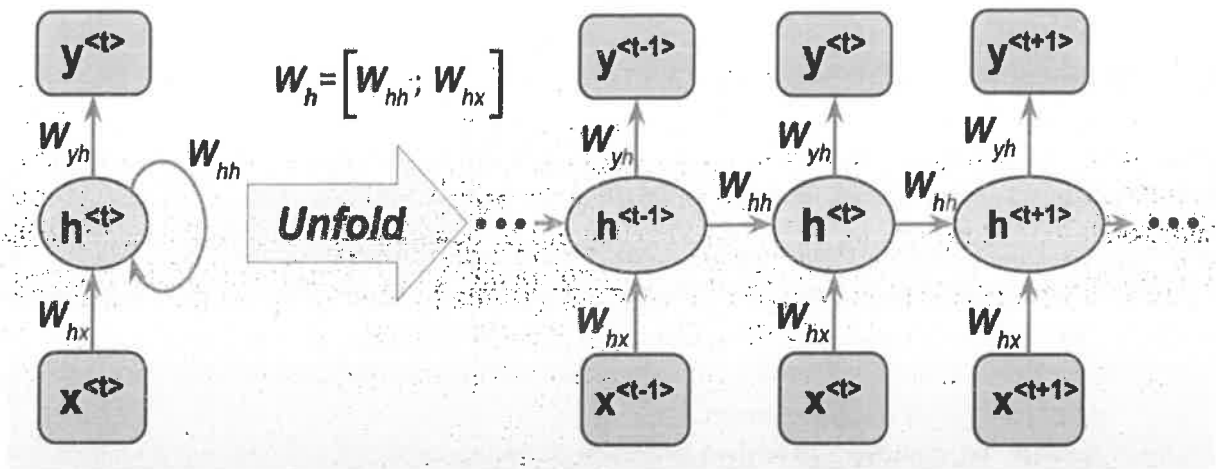 y<t>
W_h=[W_hh; W_hx]
y<t-1>
y<t>
y<t+1>
W_yh
W_hh
W_yh
W_yh
W_yh
h<t>
Unfold
h<t-1>
W_hh
h<t>
W_hh
h<t+1>
W_hx
W_hx
W_hx
W_hx
x<t>
x<t-1>
x<t>
x<t+1>